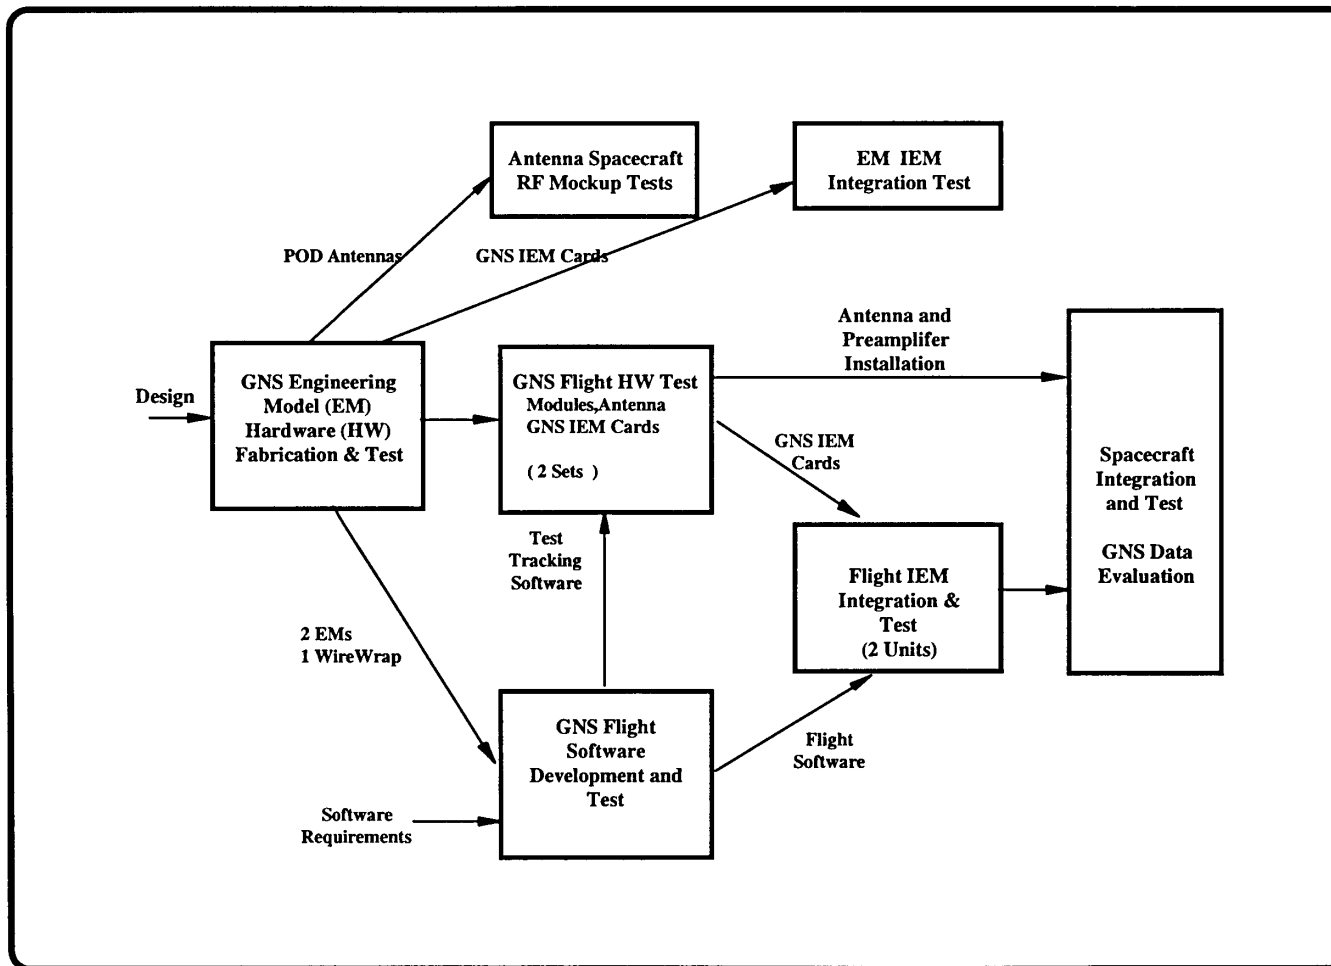 Antenna Spacecraft
RF Mockup Tests
EM IEM
Integration Test
POD Antennas
GNS IEM Cards
Antenna and
Preamplifer
Installation
Design
GNS Engineering
Model (EM)
Hardware (HW)
Fabrication & Test
GNS Flight HW Test
Modules,Antenna
GNS IEM Cards
( 2 Sets )
GNS IEM
Cards
Spacecraft
Integration
and Test
GNS Data
Evaluation
Test
Tracking
Software
Flight IEM
Integration &
Test
(2 Units)
2 EMs
1 WireWrap
GNS Flight
Software
Development and
Test
Flight
Software
Software
Requirements